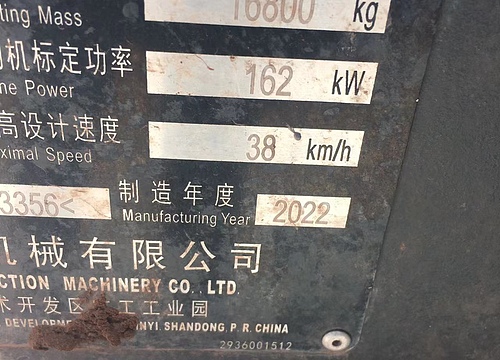 ting Mass 16800 kg
机标定功率
ne Power 162 kW
高设计速度
ximal Speed 38 km/h
3356< 制造年度
Manufacturing Year 2022
机械有限公司
CTION MACHINERY CO., LTD.
术开发区 工工业园
DEVELOPME NYI. SHANDONG, P. R. CHINA
2936001512